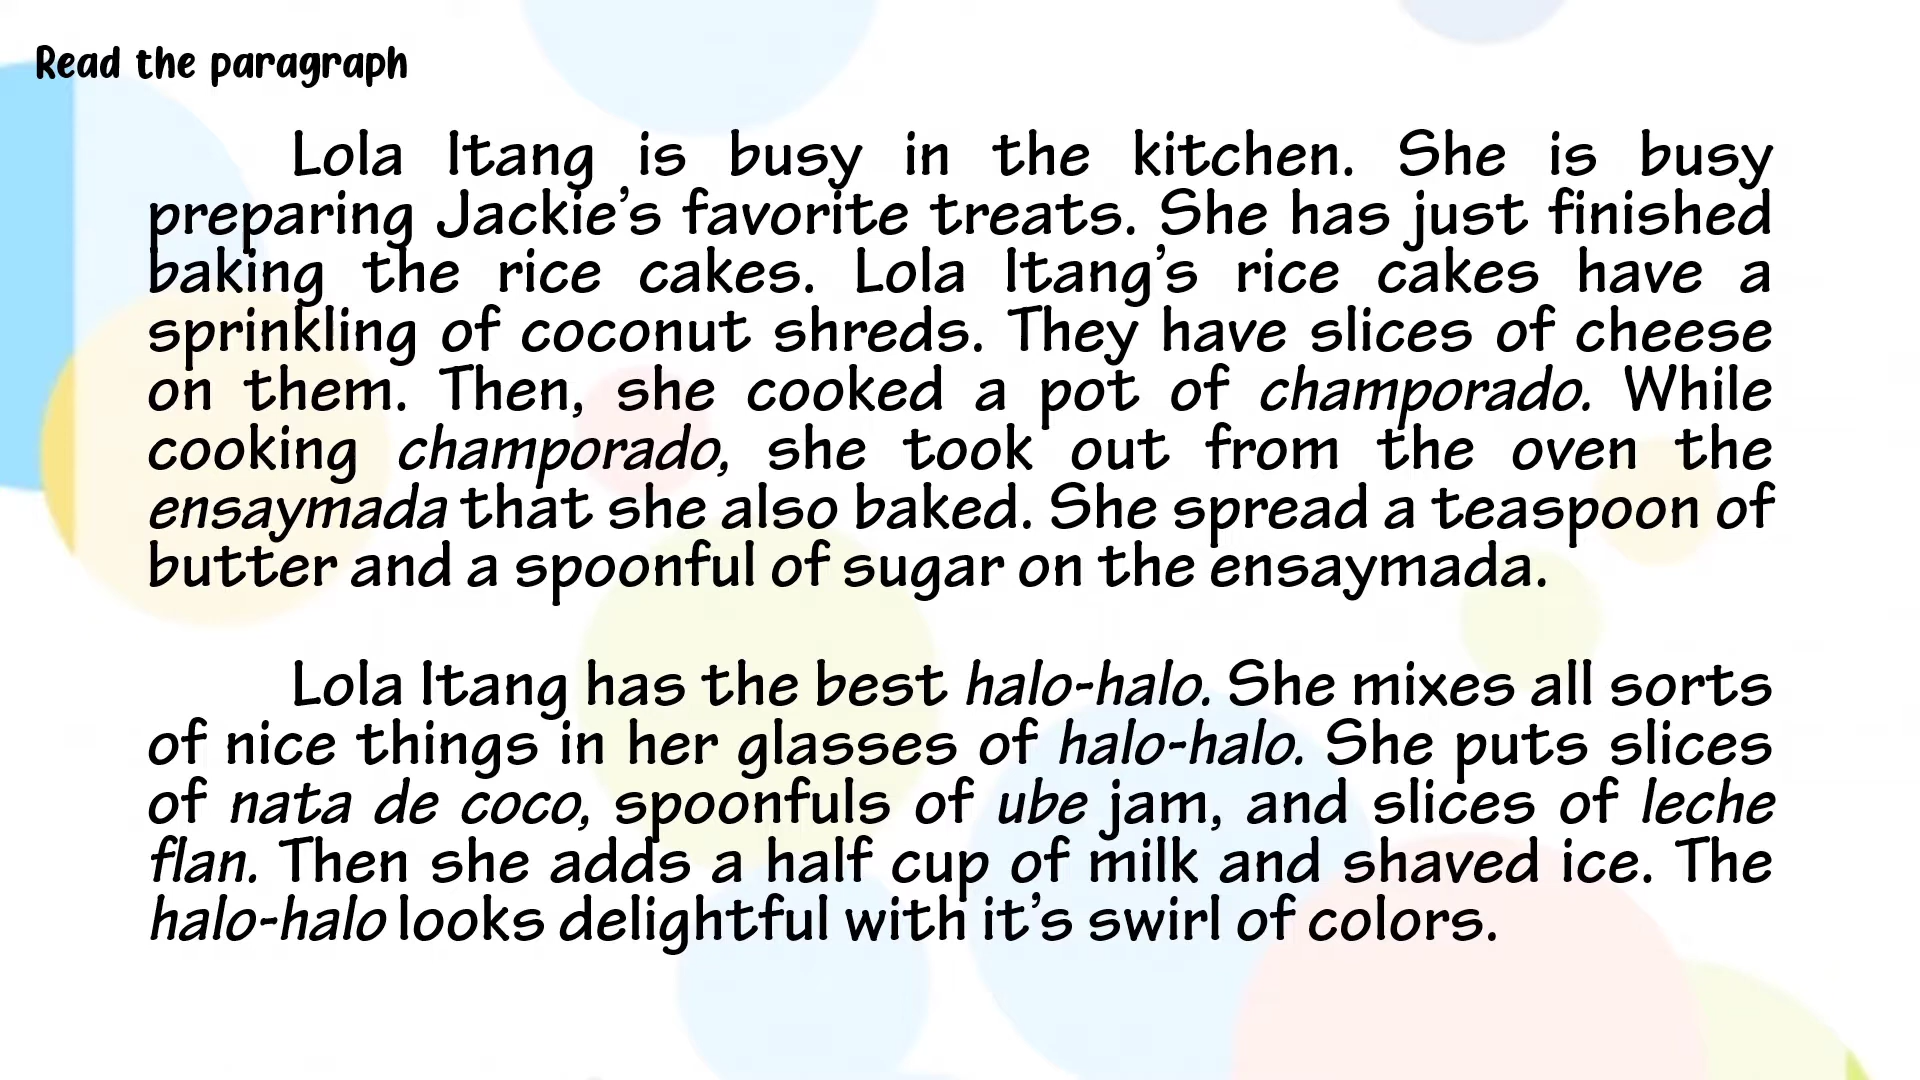 Read the paragraph
Lola Itang is busy in the kitchen. She is busy
preparing Jackie's favorite treats. She has just finished
baking the rice cakes. Lola Itang's rice cakes have a
sprinkling of coconut shreds. They have slices of cheese
on them. Then, she cooked a pot of champorado. While
cooking champorado, she took out from the oven the
ensaymada that she also baked. She spread a teaspoon of
butter and a spoonful of sugar on the ensaymada.
Lola Itang has the best halo-halo. She mixes all sorts
of nice things in her glasses of halo-halo. She puts slices
of nata de coco, spoonfuls of ube jam, and slices of leche
flan. Then she adds a half cup of milk and shaved ice. The
halo-halo looks delightful with it's swirl of colors.